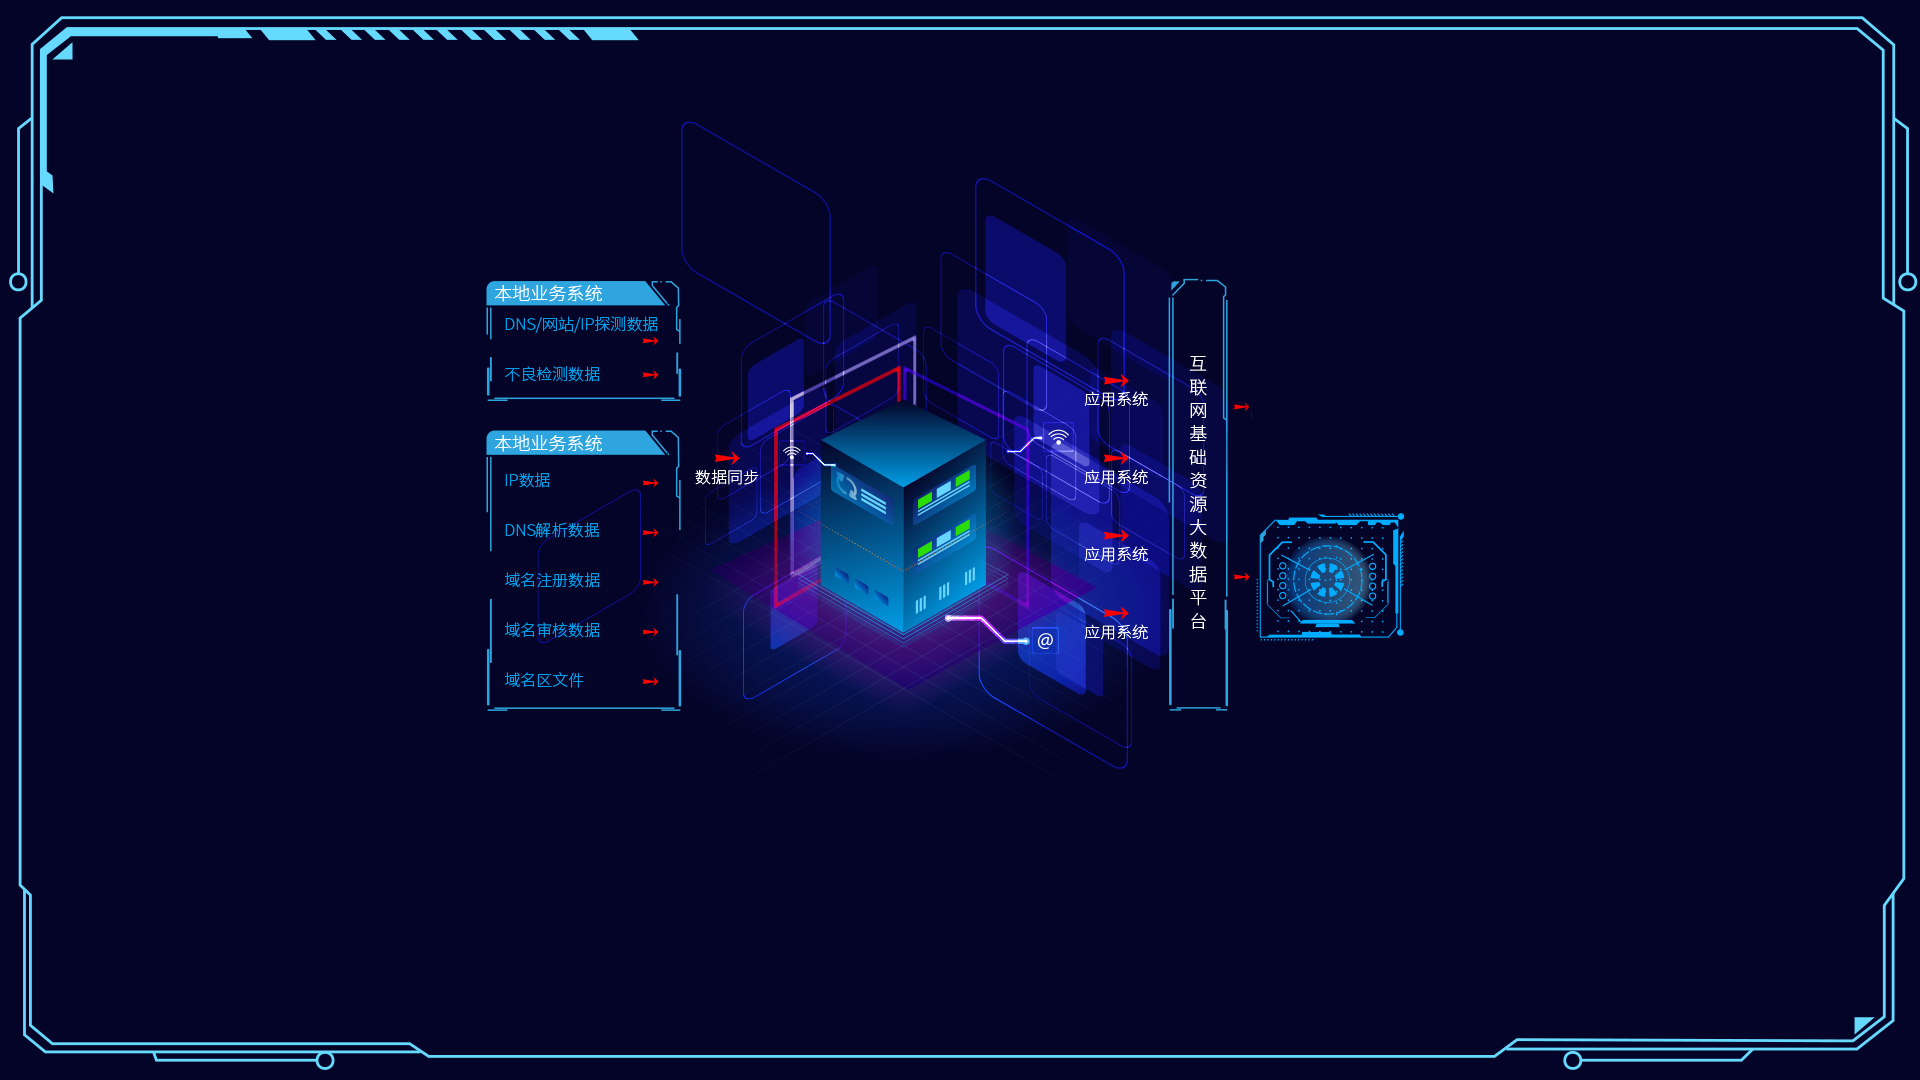 本地业务系统
DNS/网站/IP探测数据
不良检测数据
本地业务系统
IP数据
DNS解析数据
域名注册数据
域名审核数据
域名区文件
数据同步
@
应用系统
应用系统
应用系统
应用系统
互联网基础资源大数据平台